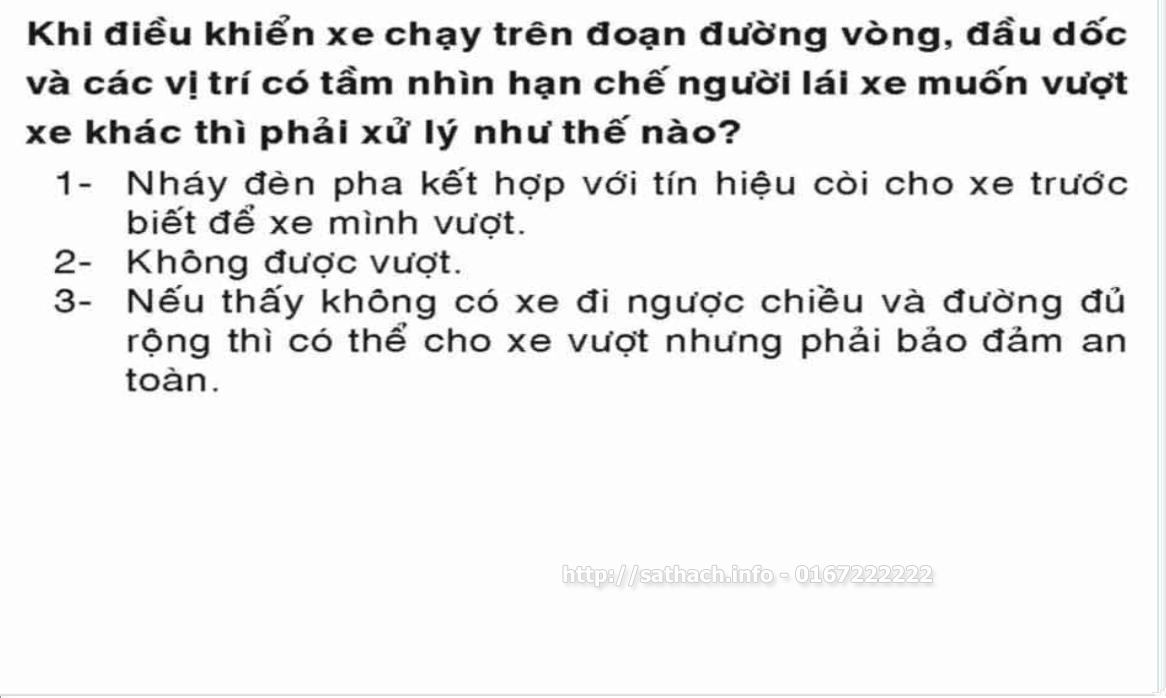 Khi điều khiển xe chạy trên đoạn đường vòng, đầu dốc
và các vị trí có tầm nhìn hạn chế người lái xe muốn vượt
xe khác thì phải xử lý như thế nào?
1- Nháy đèn pha kết hợp với tín hiệu còi cho xe trước
biết để xe mình vượt.
2- Không được vượt.
3- Nếu thấy không có xe đi ngược chiều và đường đủ
rộng thì có thể cho xe vượt nhưng phải bảo đảm an
toàn.
http://sathach.info - 0167222222